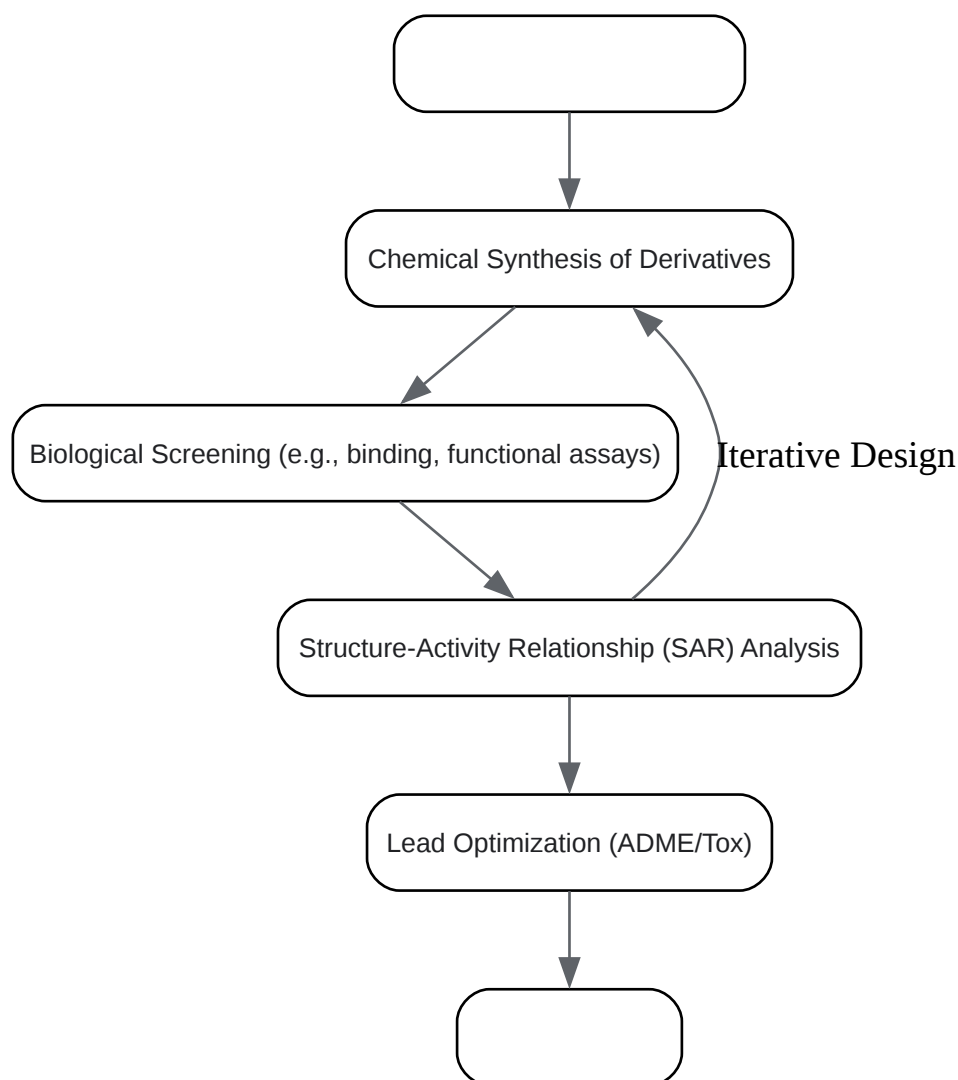 Chemical Synthesis of Derivatives
Biological Screening (e.g., binding, functional assays)
Iterative Design
Structure-Activity Relationship (SAR) Analysis
Lead Optimization (ADME/Tox)